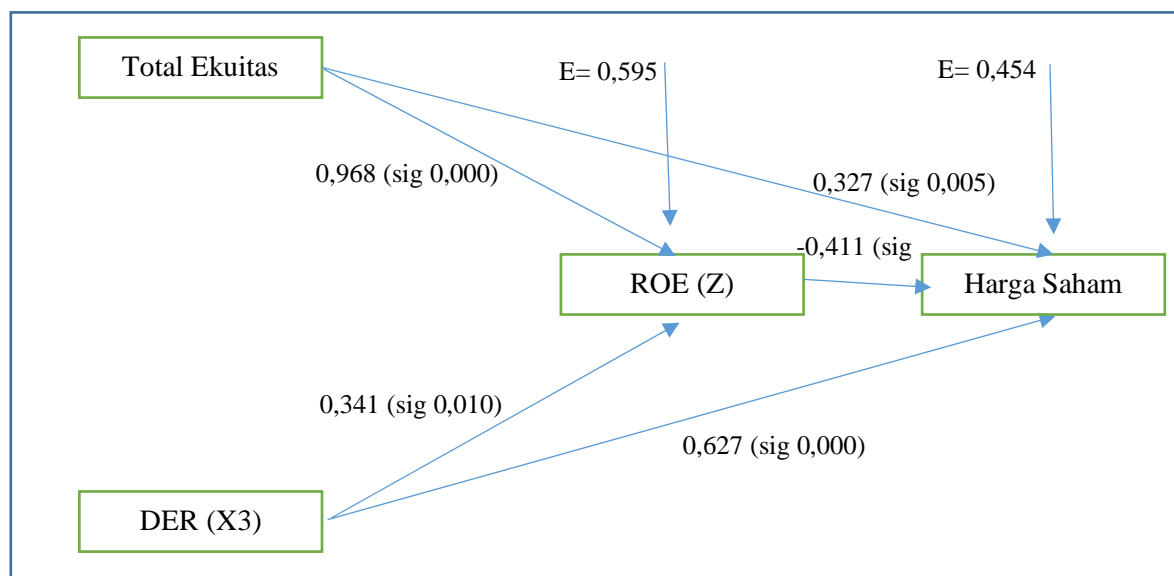 Total Ekuitas
E= 0,595
E= 0,454
0,968 (sig 0,000)
0,327 (sig 0,005)
-0,411 (sig
ROE (Z)
Harga Saham
0,341 (sig 0,010)
0,627 (sig 0,000)
DER (X3)